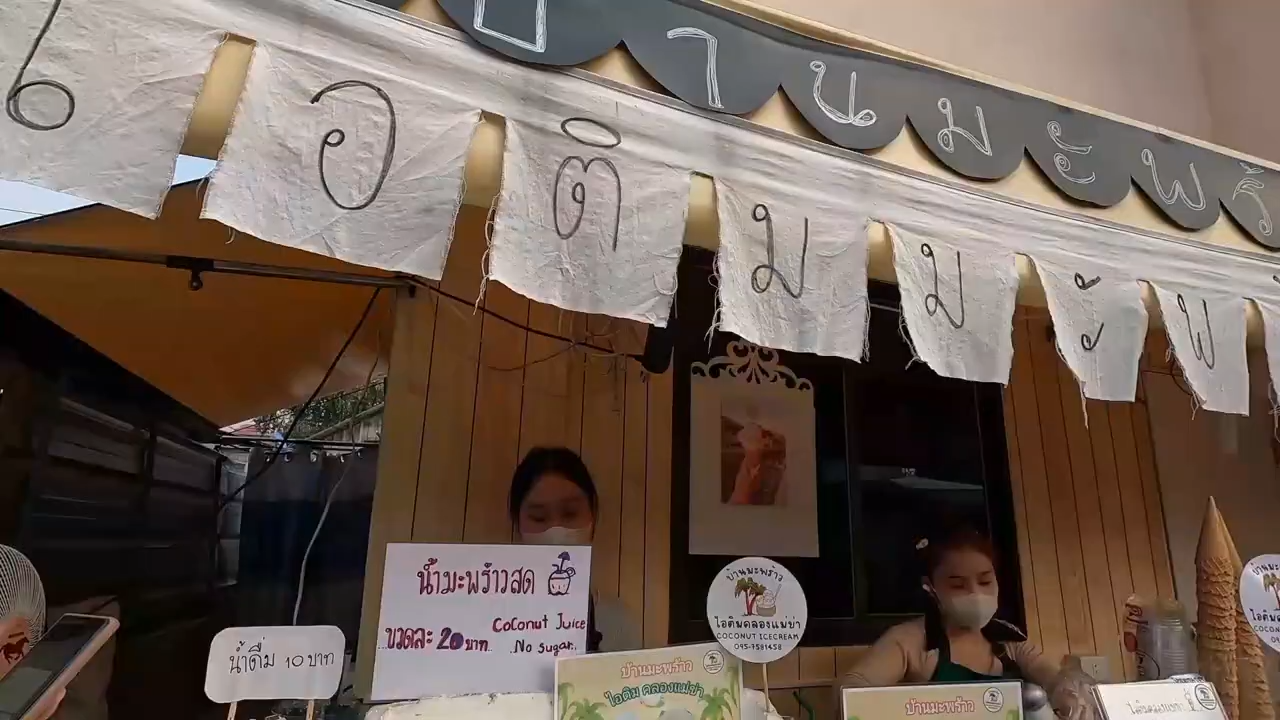 บ้านมะพร้
ไอติมมะพ
น้ำมะพร้าวสด
ขวดละ 20 บาท
Coconut Juice
No sugar.
น้ำดื่ม 10 บาท
บ้านมะพร้าว
ไอติมคลองแม่ข่า
COCONUT ICECREAM
095-7591458
บ้านมะพร้าว
ไอติม คลองแม่ข่า
บ้านมะพร้าว